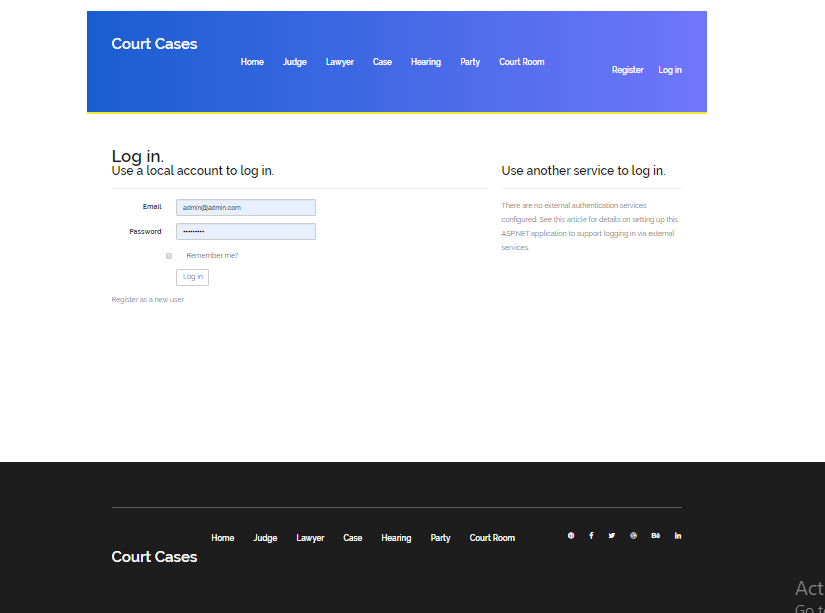 Court Cases
Home Judge Lawyer Case Hearing Party Court Room
Register Log in
Log in.
Use a local account to log in.
Email admin@admin.com
Password •••••••••
Remember me?
Log in
Register as a new user
Use another service to log in.
There are no external authentication services
configured. See this article for details on setting up this
ASP.NET application to support logging in via external
services.
Home Judge Lawyer Case Hearing Party Court Room
Court Cases
Act
Go to